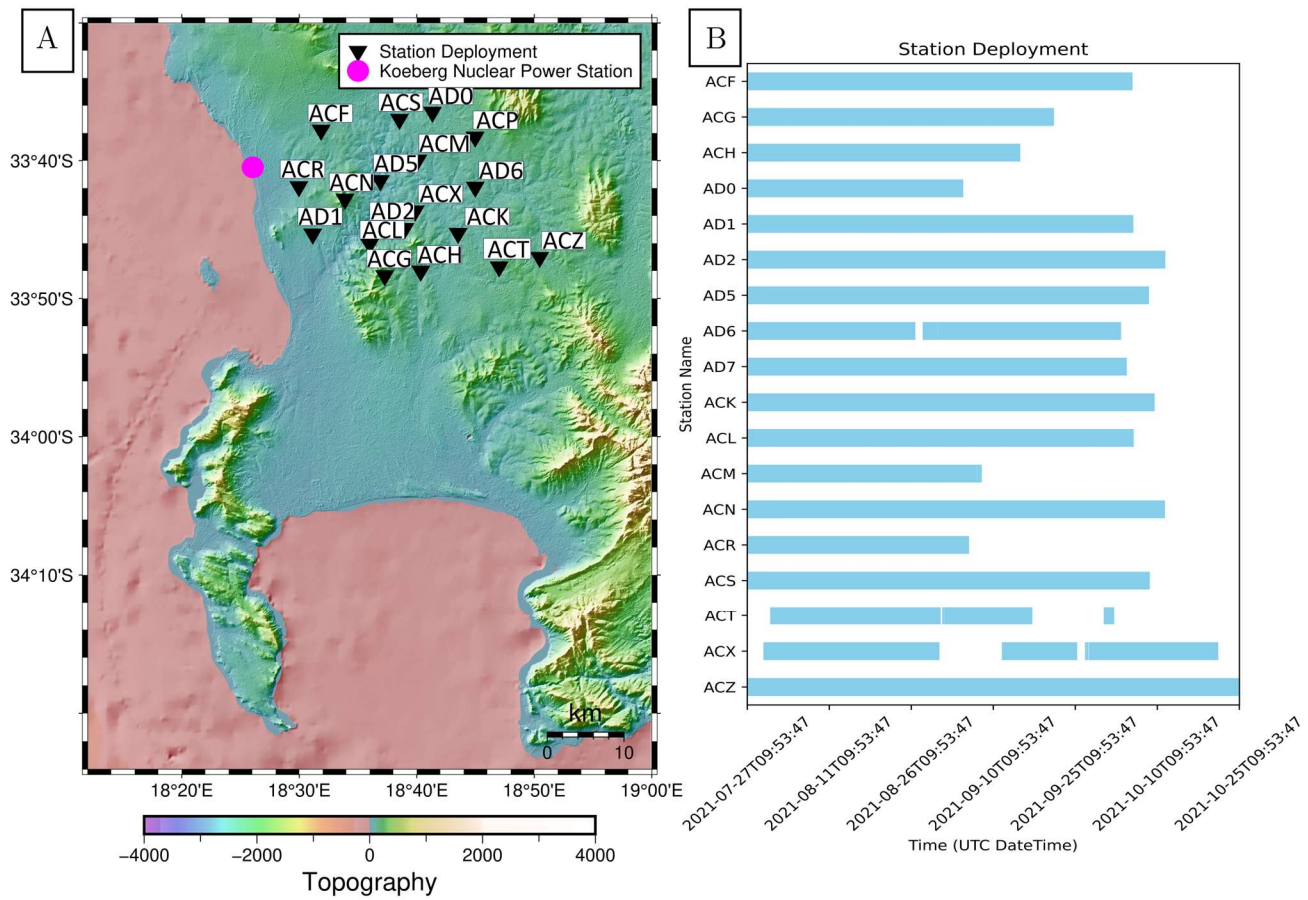 A
Station Deployment
Koeberg Nuclear Power Station
AD0
ACS
ACF
ACP
ACM
AD5
ACR
ACN
AD6
ACX
AD2
AD1
ACK
ACL
ACG
ACH
ACT
ACZ
33°40'S
33°50'S
34°00'S
34°10'S
km
0 10
18°20'E 18°30'E 18°40'E 18°50'E 19°00'E
−4000 −2000 0 2000 4000
Topography
B
Station Deployment
Station Name
ACF
ACG
ACH
AD0
AD1
AD2
AD5
AD6
AD7
ACK
ACL
ACM
ACN
ACR
ACS
ACT
ACX
ACZ
2021-07-27T09:53:47
2021-08-11T09:53:47
2021-08-26T09:53:47
2021-09-10T09:53:47
2021-09-25T09:53:47
2021-10-10T09:53:47
2021-10-25T09:53:47
Time (UTC DateTime)